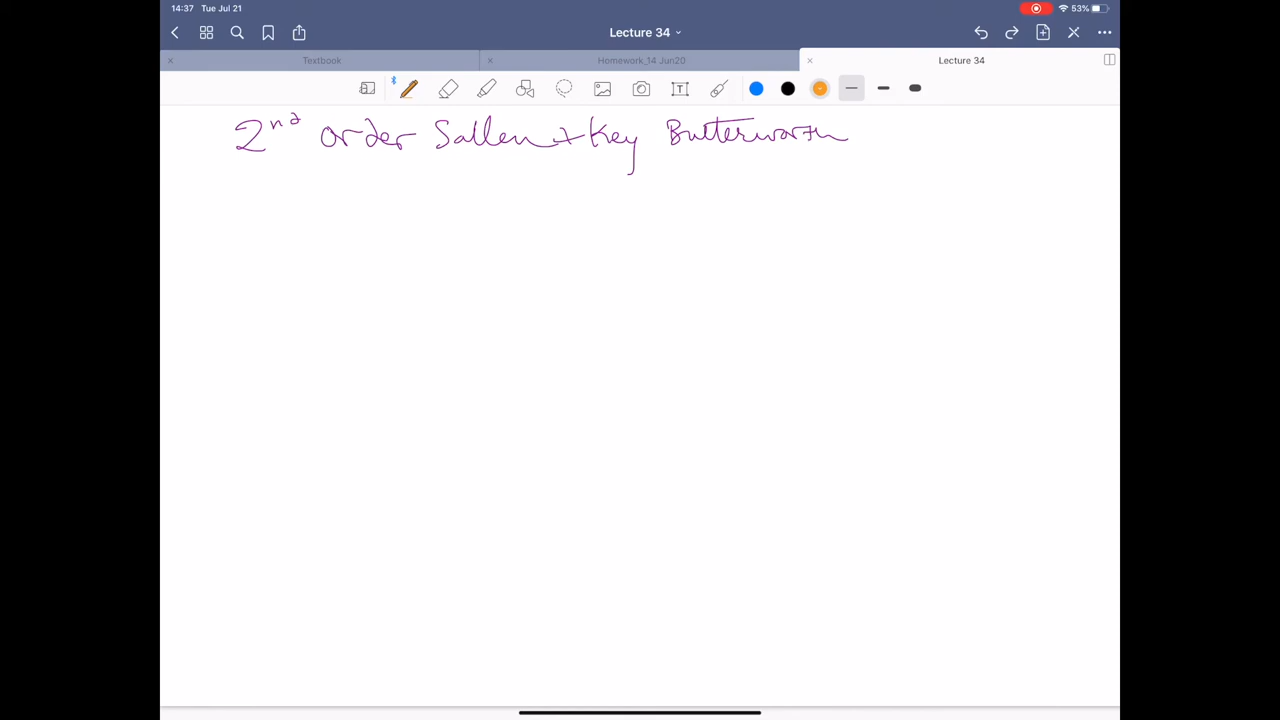 14:37 Tue Jul 21 53%
Lecture 34
Textbook Homework_14 Jun20 Lecture 34
2nd order Sallen + Key Butterworth